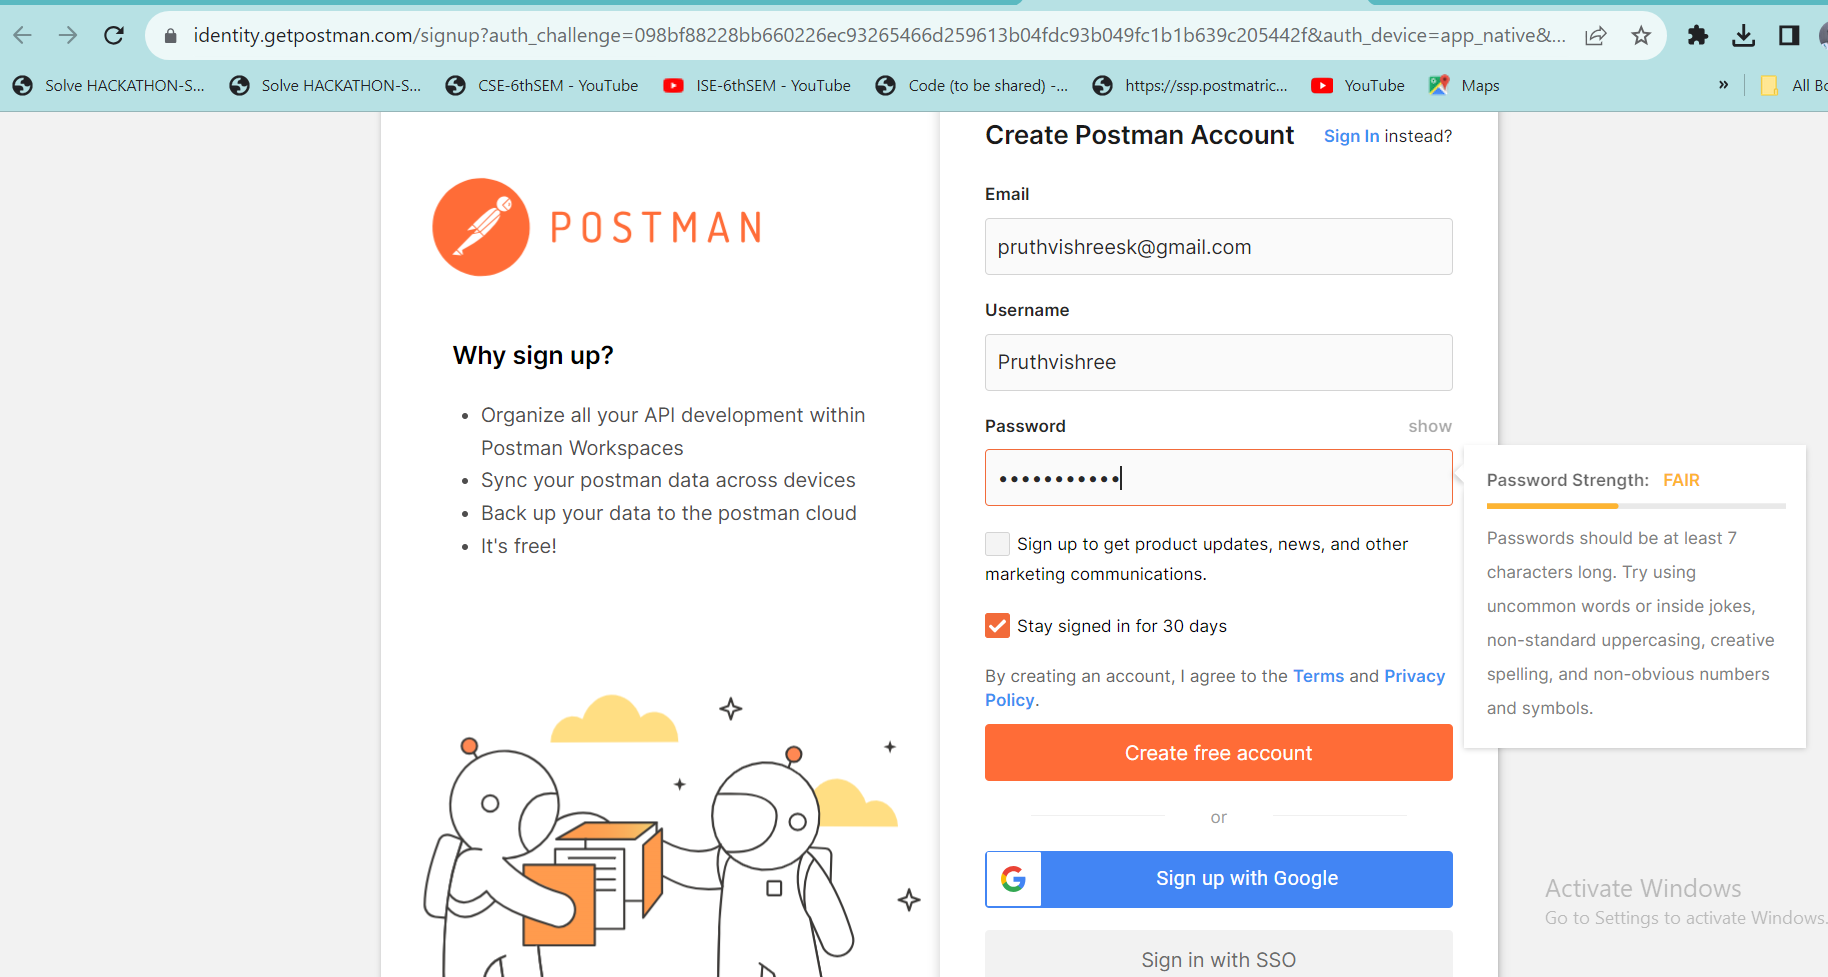 identity.getpostman.com/signup?auth_challenge=098bf88228bb660226ec93265466d259613b04fdc93b049fc1b1b639c205442f&auth_device=app_native&...
Solve HACKATHON-S... Solve HACKATHON-S... CSE-6thSEM - YouTube ISE-6thSEM - YouTube Code (to be shared) -... https://ssp.postmatric... YouTube Maps » All Bo
POSTMAN
Why sign up?
Organize all your API development within
Postman Workspaces
Sync your postman data across devices
Back up your data to the postman cloud
It's free!
Create Postman Account Sign In instead?
Email
pruthvishreesk@gmail.com
Username
Pruthvishree
Password show
•••••••••••
Sign up to get product updates, news, and other
marketing communications.
Stay signed in for 30 days
By creating an account, I agree to the Terms and Privacy
Policy.
Create free account
or
Sign up with Google
Sign in with SSO
Password Strength: FAIR
Passwords should be at least 7
characters long. Try using
uncommon words or inside jokes,
non-standard uppercasing, creative
spelling, and non-obvious numbers
and symbols.
Activate Windows
Go to Settings to activate Windows.